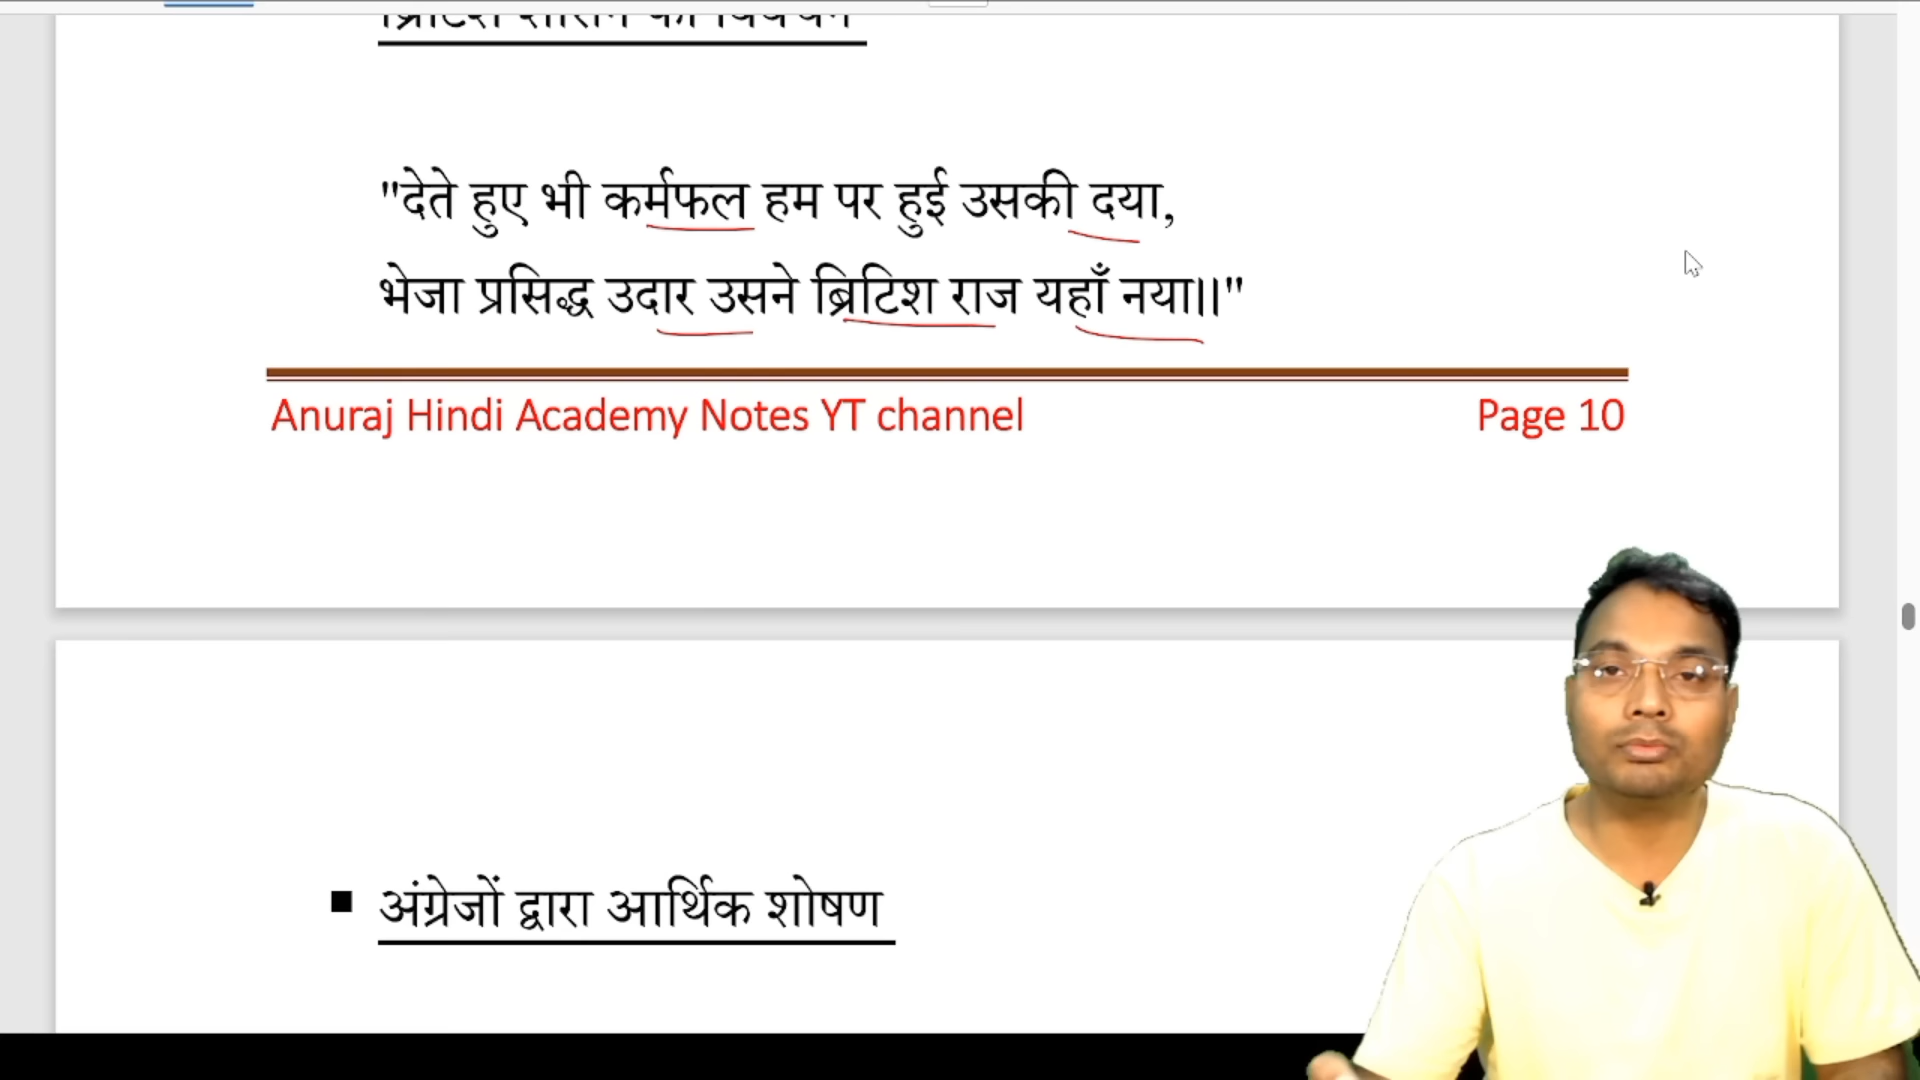 "देते हुए भी कर्मफल हम पर हुई उसकी दया,
भेजा प्रसिद्ध उदार उसने ब्रिटिश राज यहाँ नया॥"
Anuraj Hindi Academy Notes YT channel Page 10
▪ अंग्रेजों द्वारा आर्थिक शोषण